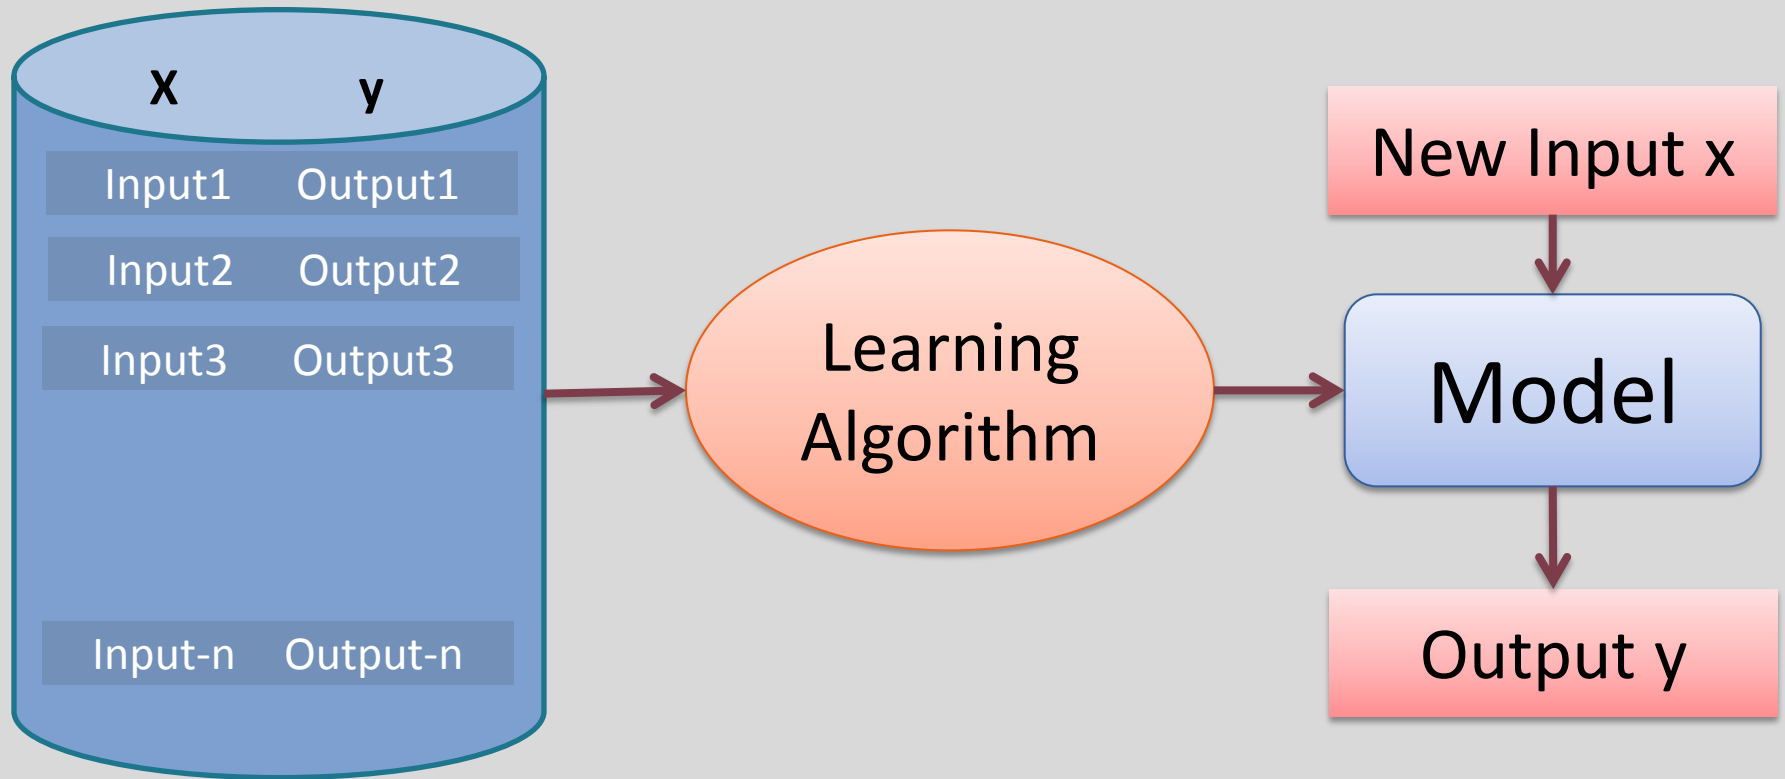 X y
Input1 Output1
Input2 Output2
Input3 Output3
Input-n Output-n
Learning
Algorithm
New Input x
Model
Output y